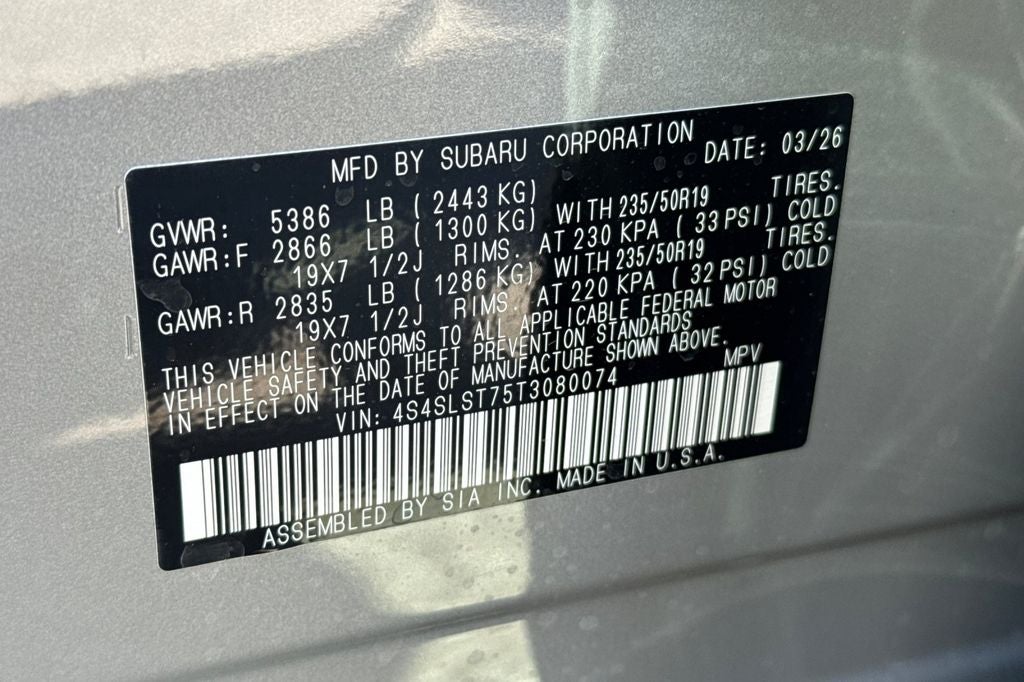 MFD BY SUBARU CORPORATION DATE: 03/26
GVWR: 5386 LB ( 2443 KG)
GAWR:F 2866 LB ( 1300 KG) WITH 235/50R19 TIRES.
19X7 1/2J RIMS. AT 230 KPA ( 33 PSI) COLD
GAWR:R 2835 LB ( 1286 KG) WITH 235/50R19 TIRES.
19X7 1/2J RIMS. AT 220 KPA ( 32 PSI) COLD
THIS VEHICLE CONFORMS TO ALL APPLICABLE FEDERAL MOTOR
VEHICLE SAFETY AND THEFT PREVENTION STANDARDS
IN EFFECT ON THE DATE OF MANUFACTURE SHOWN ABOVE.
VIN: 4S4SLST75T3080074 MPV
ASSEMBLED BY SIA INC. MADE IN U.S.A.